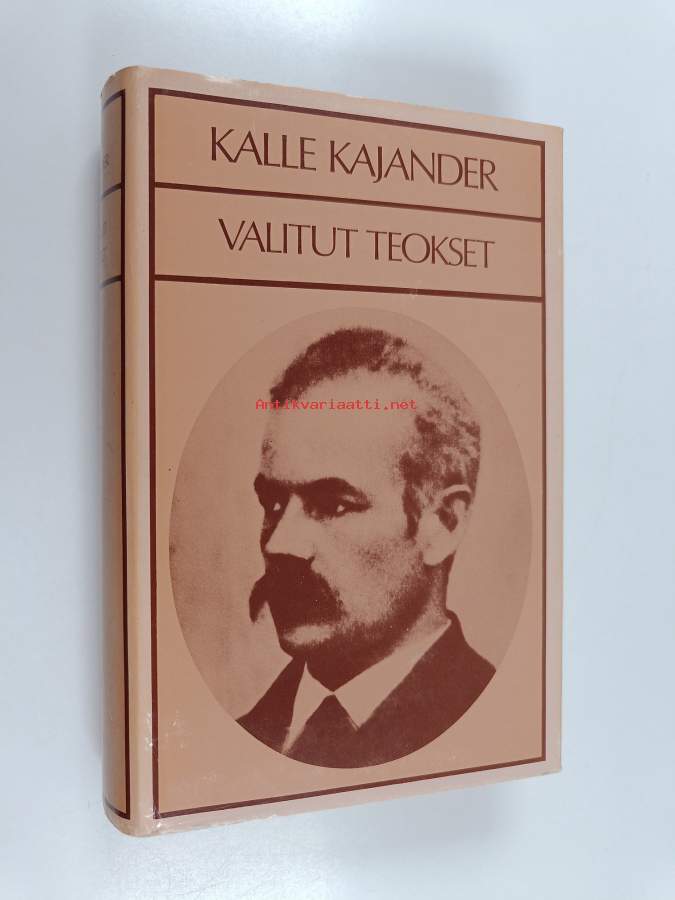 KALLE KAJANDER
VALITUT TEOKSET
Antikvariaatti.net